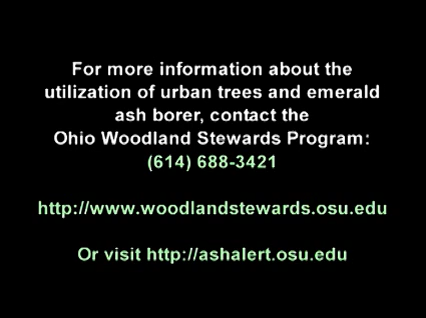 For more information about the
utilization of urban trees and emerald
ash borer, contact the
Ohio Woodland Stewards Program:
(614) 688-3421
http://www.woodlandstewards.osu.edu
Or visit http://ashalert.osu.edu